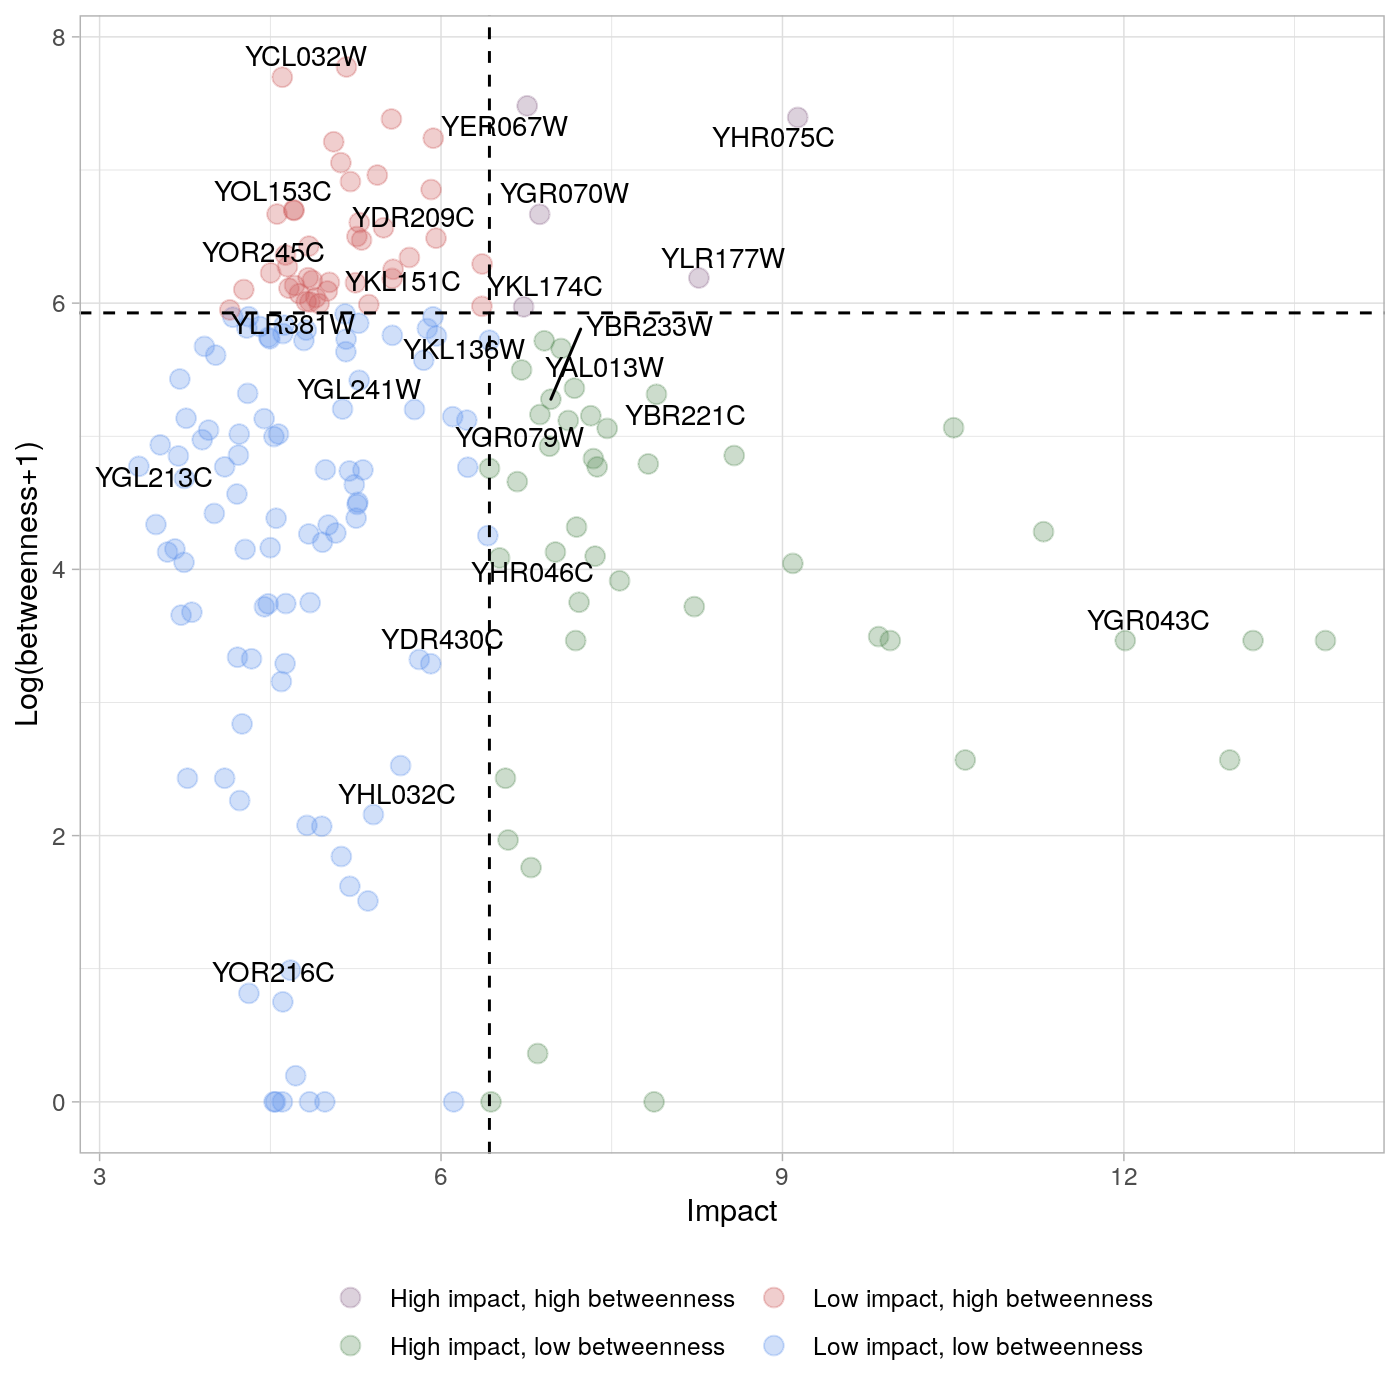 8
YCL032W
YER067W
YHR075C
YOL153C
YGR070W
YDR209C
YOR245C
YLR177W
YKL151C
YKL174C
6
YLR381W
YBR233W
YKL136W
YAL013W
YGL241W
YBR221C
YGR079W
YGL213C
4
YHR046C
YGR043C
YDR430C
YHL032C
2
YOR216C
0
Log(betweenness+1)
3 6 9 12
Impact
High impact, high betweenness Low impact, high betweenness
High impact, low betweenness Low impact, low betweenness